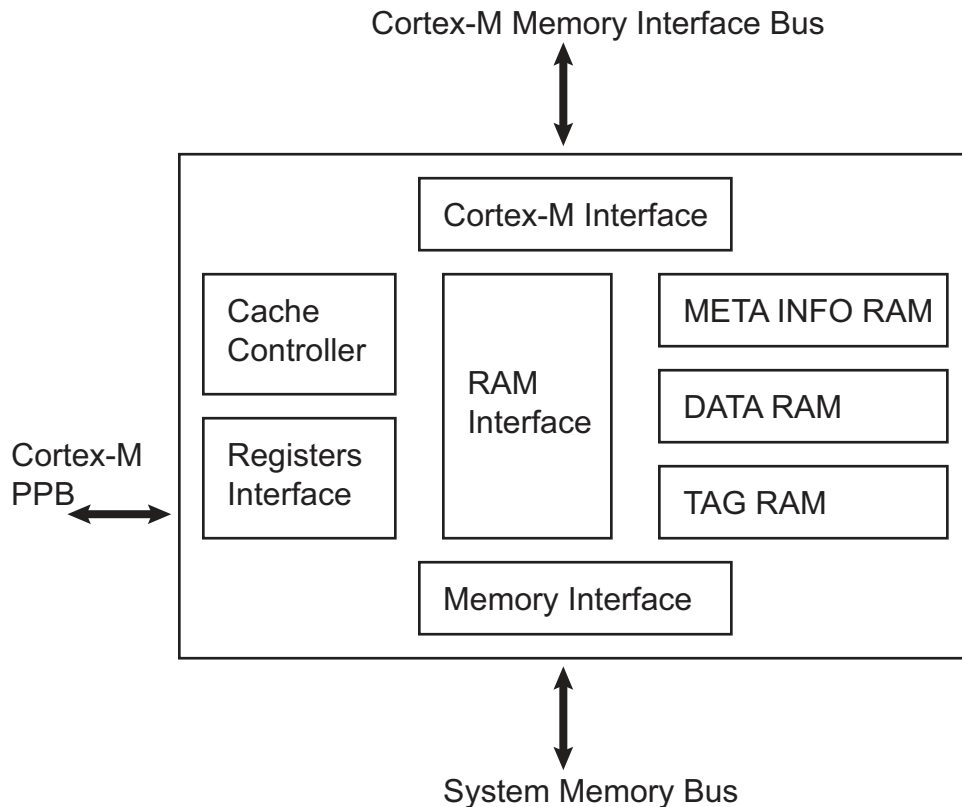 Cortex-M Memory Interface Bus
Cortex-M Interface
Cache
Controller
RAM
Interface
META INFO RAM
DATA RAM
TAG RAM
Cortex-M
PPB
Registers
Interface
Memory Interface
System Memory Bus